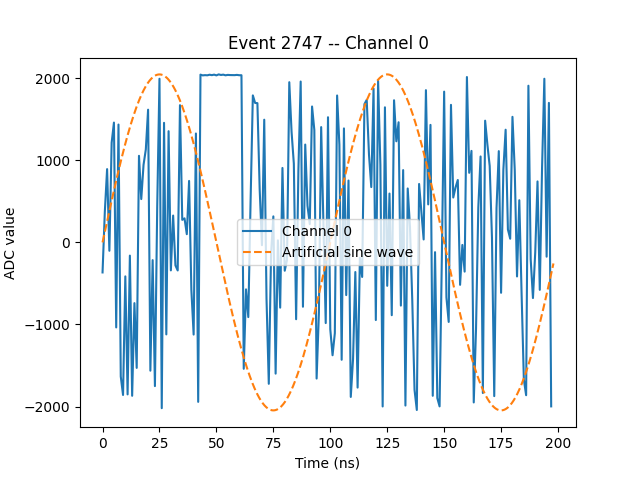 Event 2747 -- Channel 0
2000
1000
0
−1000
−2000
ADC value
Channel 0
Artificial sine wave
0 25 50 75 100 125 150 175 200
Time (ns)